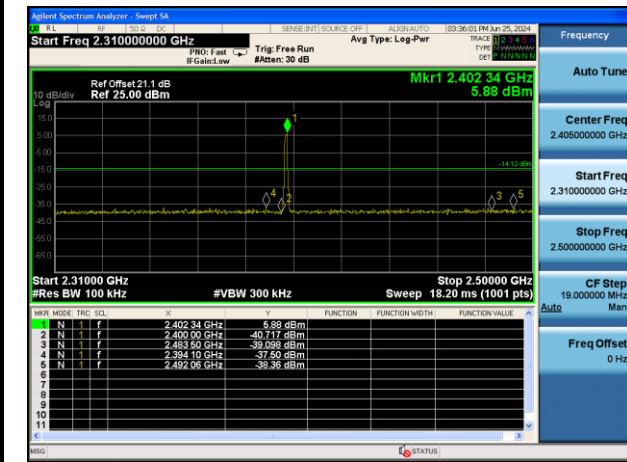 Agilent Spectrum Analyzer - Swept SA
RL RF 50 Ω DC SENSE:INT SOURCE OFF ALIGN AUTO 03:36:01 PM Jun 25, 2024
Start Freq 2.310000000 GHz
PNO: Fast
IFGain:Low
Trig: Free Run
#Atten: 30 dB
Avg Type: Log-Pwr
TRACE 1 2 3 4 5 6
TYPE
DET P NNNNN
Ref Offset 21.1 dB
10 dB/div Ref 25.00 dBm
Log
Mkr1 2.402 34 GHz
5.88 dBm
15.0
5.00
-5.00
-15.0
-25.0
-35.0
-45.0
-55.0
-65.0
-14.12 dBm
1
4
2
3
5
Start 2.31000 GHz Stop 2.50000 GHz
#Res BW 100 kHz #VBW 300 kHz Sweep 18.20 ms (1001 pts)
MKR MODE TRC SCL X Y FUNCTION FUNCTION WIDTH FUNCTION VALUE
1 N 1 f 2.402 34 GHz 5.88 dBm
2 N 1 f 2.400 00 GHz -40.717 dBm
3 N 1 f 2.483 50 GHz -39.098 dBm
4 N 1 f 2.394 10 GHz -37.50 dBm
5 N 1 f 2.492 06 GHz -38.36 dBm
6
7
8
9
10
11
MSG STATUS
Frequency
Auto Tune
Center Freq
2.405000000 GHz
Start Freq
2.310000000 GHz
Stop Freq
2.500000000 GHz
CF Step
19.000000 MHz
Auto Man
Freq Offset
0 Hz